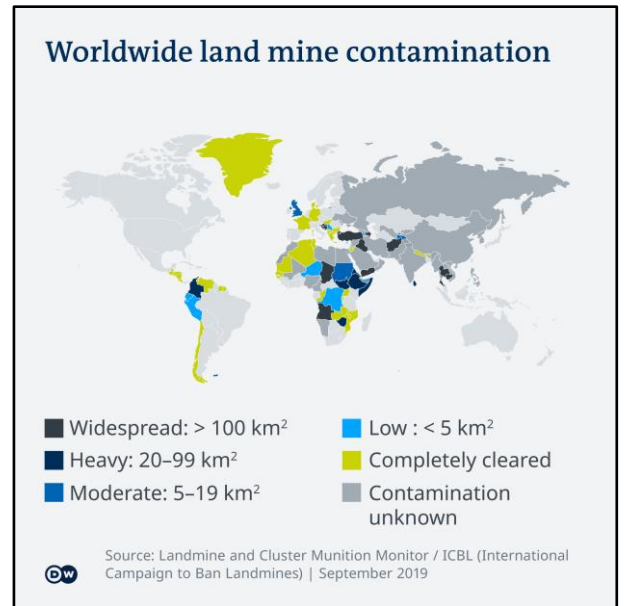 Worldwide land mine contamination
Widespread: > 100 km²
Heavy: 20–99 km²
Moderate: 5–19 km²
Low : < 5 km²
Completely cleared
Contamination
unknown
DW
Source: Landmine and Cluster Munition Monitor / ICBL (International
Campaign to Ban Landmines) | September 2019